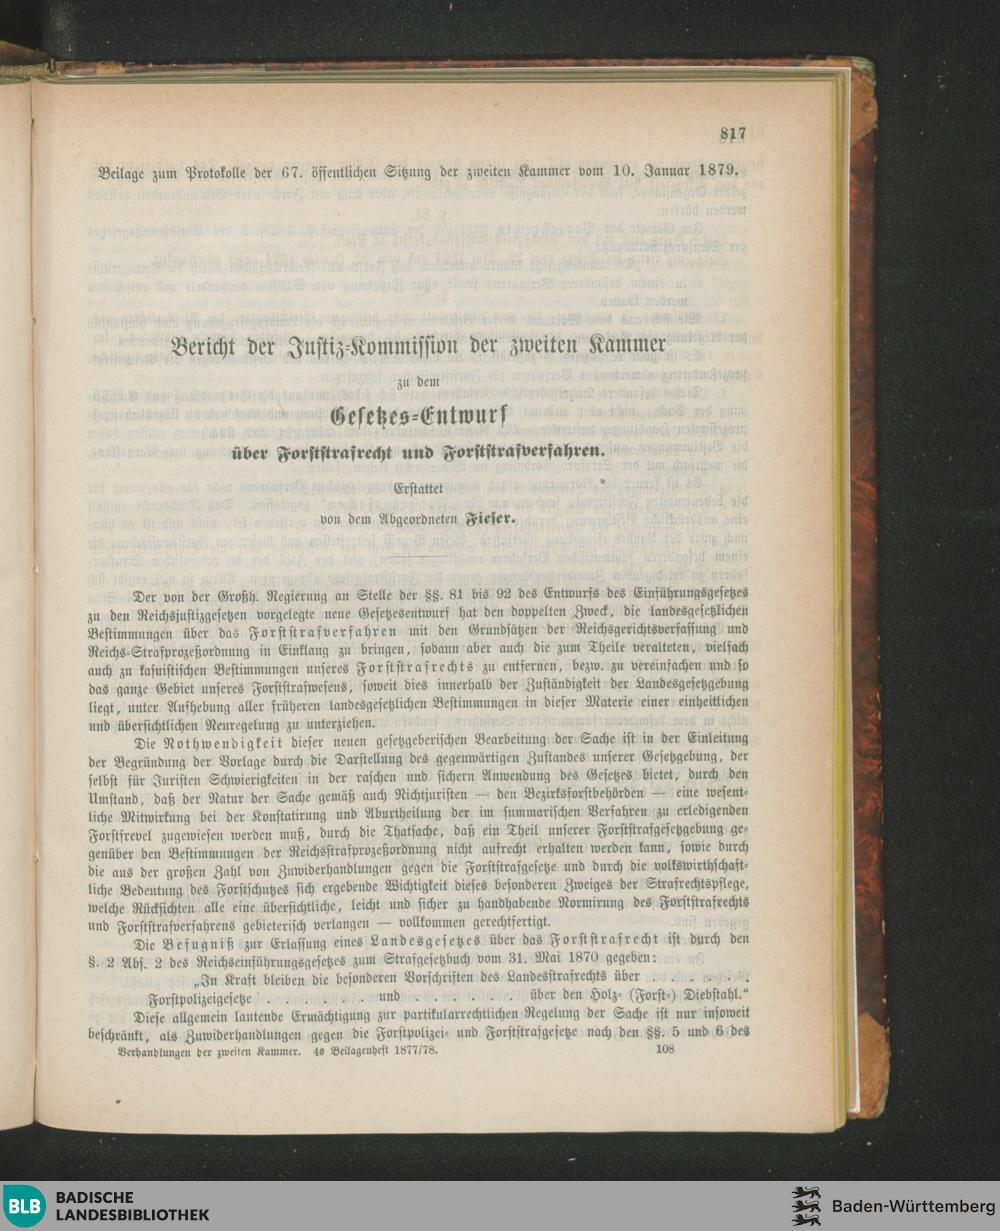 817
Beilage zum Protokolle der 67. öffentlichen Sitzung der zweiten Kammer vom 10. Januar 1879.
Bericht der Justiz-Kommission der zweiten Kammer
zu dem
Gesetzes-Entwurf
über Forststrafrecht und Forststrafverfahren.
Erstattet
von dem Abgeordneten Fieser.
Der von der Großh. Regierung an Stelle der §§. 81 bis 92 des Entwurfs des Einführungsgesetzes
zu den Reichsjustizgesetzen vorgelegte neue Gesetzesentwurf hat den doppelten Zweck, die landesgesetzlichen
Bestimmungen über das Forststrafverfahren mit den Grundsätzen der Reichsgerichtsverfassung und
Reichs-Strafprozeßordnung in Einklang zu bringen, sodann aber auch die zum Theile veralteten, vielfach
auch zu kasuistischen Bestimmungen unseres Forststrafrechts zu entfernen, bezw. zu vereinfachen und so
das ganze Gebiet unseres Forststrafwesens, soweit dies innerhalb der Zuständigkeit der Landesgesetzgebung
liegt, unter Aufhebung aller früheren landesgesetzlichen Bestimmungen in dieser Materie einer einheitlichen
und übersichtlichen Neuregelung zu unterziehen.
Die Nothwendigkeit dieser neuen gesetzgeberischen Bearbeitung der Sache ist in der Einleitung
der Begründung der Vorlage durch die Darstellung des gegenwärtigen Zustandes unserer Gesetzgebung, der
selbst für Juristen Schwierigkeiten in der raschen und sichern Anwendung des Gesetzes bietet, durch den
Umstand, daß der Natur der Sache gemäß auch Nichtjuristen — den Bezirksforstbehörden — eine wesent-
liche Mitwirkung bei der Konstatirung und Aburtheilung der im summarischen Verfahren zu erledigenden
Forstfrevel zugewiesen werden muß, durch die Thatsache, daß ein Theil unserer Forststrafgesetzgebung ge-
genüber den Bestimmungen der Reichsstrafprozeßordnung nicht aufrecht erhalten werden kann, sowie durch
die aus der großen Zahl von Zuwiderhandlungen gegen die Forststrafgesetze und durch die volkswirthschaft-
liche Bedeutung des Forstschutzes sich ergebende Wichtigkeit dieses besonderen Zweiges der Strafrechtspflege,
welche Rücksichten alle eine übersichtliche, leicht und sicher zu handhabende Normirung des Forststrafrechts
und Forststrafverfahrens gebieterisch verlangen — vollkommen gerechtfertigt.
Die Befugniß zur Erlassung eines Landesgesetzes über das Forststrafrecht ist durch den
§. 2 Abs. 2 des Reichseinführungsgesetzes zum Strafgesetzbuch vom 31. Mai 1870 gegeben:
„In Kraft bleiben die besonderen Vorschriften des Landesstrafrechts über . . . . . .
Forstpolizeigesetze . . . . . . und . . . . . . über den Holz- (Forst-) Diebstahl.“
Diese allgemein lautende Ermächtigung zur partikularrechtlichen Regelung der Sache ist nur insoweit
beschränkt, als Zuwiderhandlungen gegen die Forstpolizei- und Forststrafgesetze nach den §§. 5 und 6 des
Verhandlungen der zweiten Kammer. 4s Beilagenheft 1877/78. 108
BLB BADISCHE
LANDESBIBLIOTHEK
Baden-Württemberg